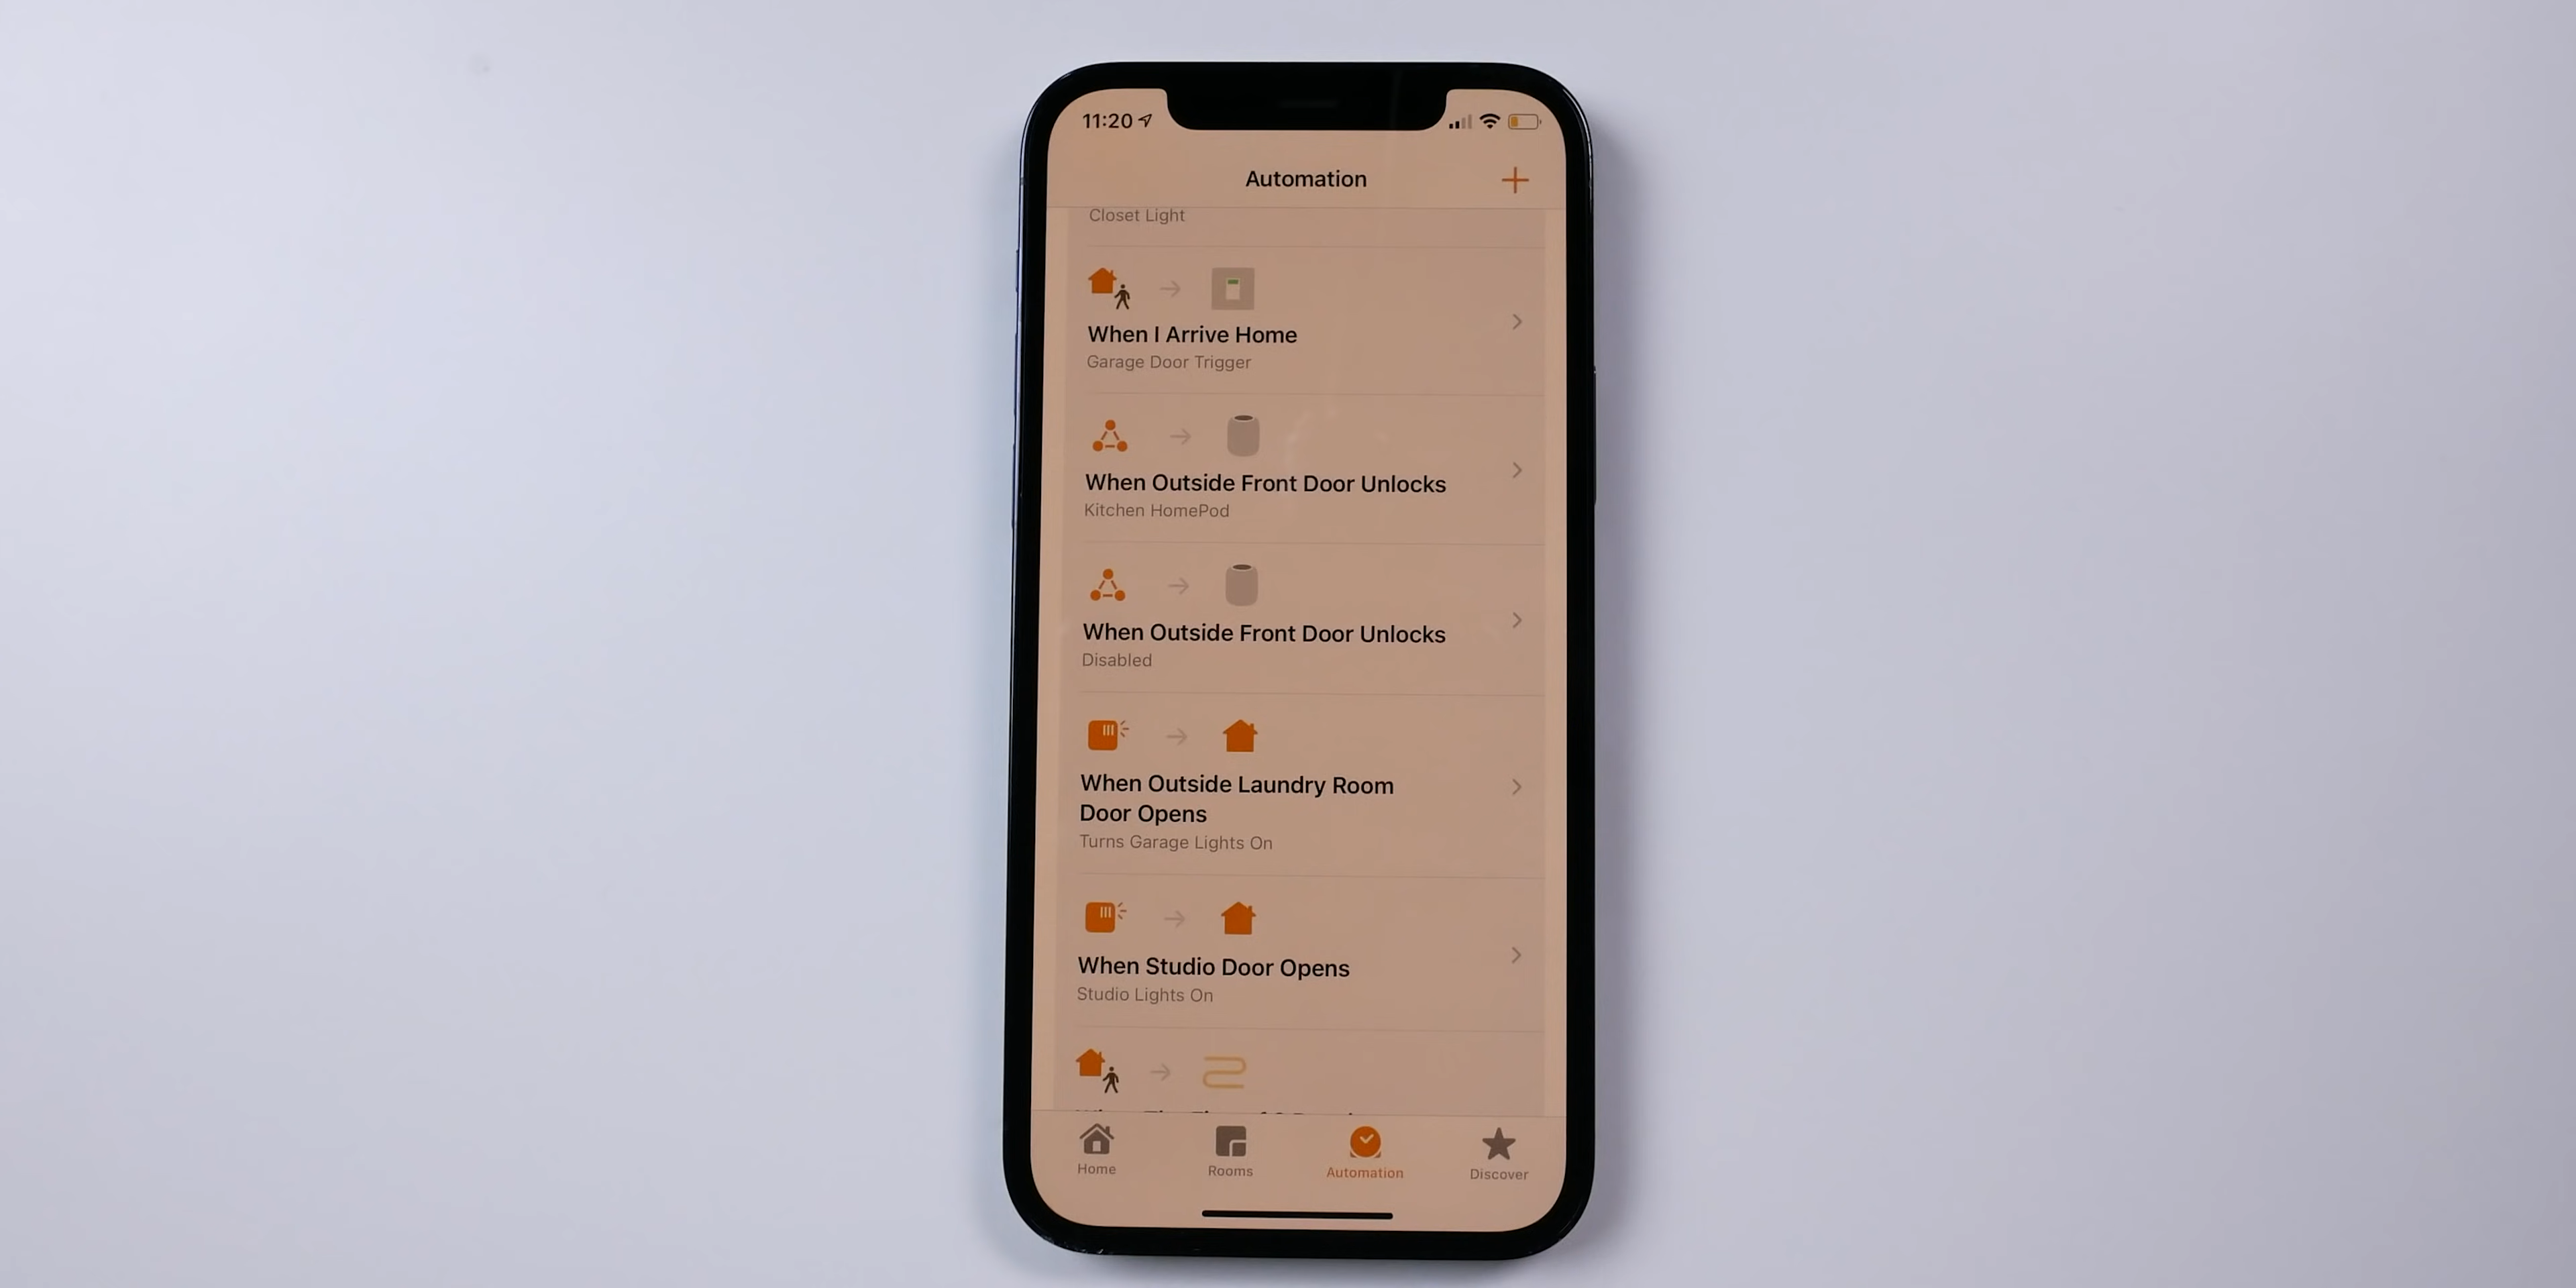 11:20
Automation
Closet Light
When I Arrive Home
Garage Door Trigger
When Outside Front Door Unlocks
Kitchen HomePod
When Outside Front Door Unlocks
Disabled
When Outside Laundry Room
Door Opens
Turns Garage Lights On
When Studio Door Opens
Studio Lights On
Home
Rooms
Automation
Discover